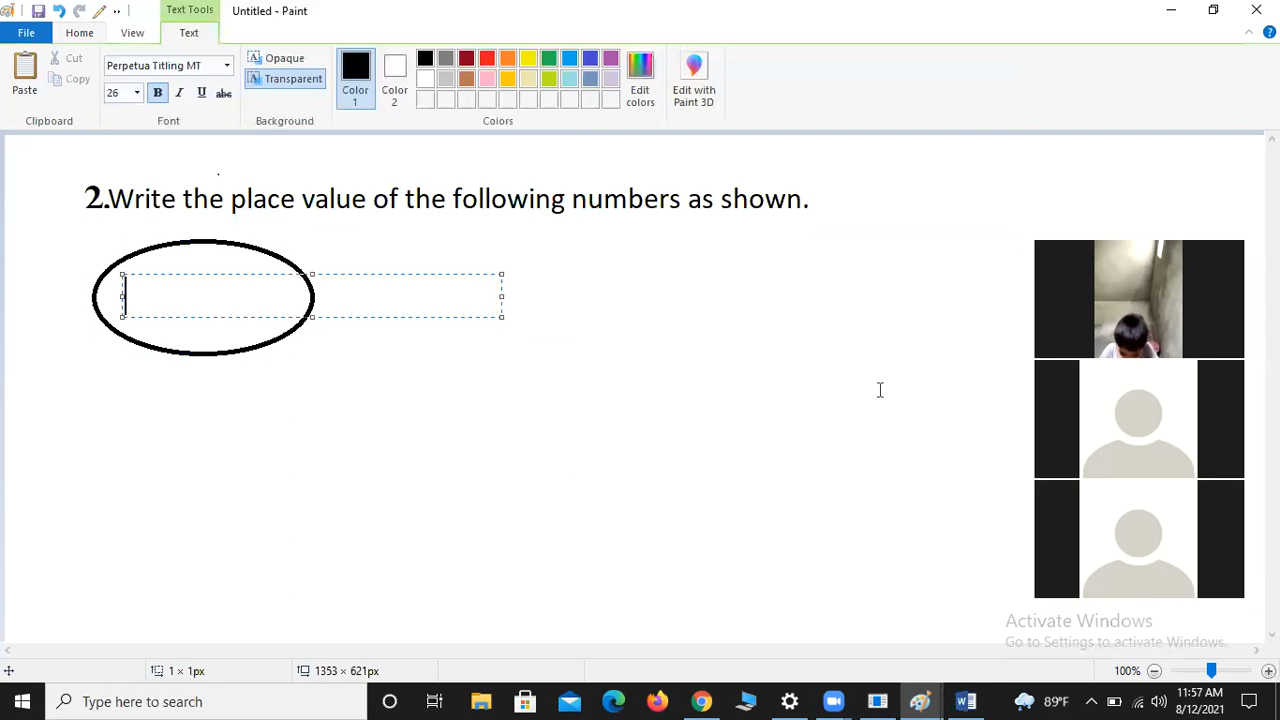 Text Tools
Untitled - Paint
File
Home
View
Text
Paste
Cut
Copy
Clipboard
Perpetua Titling MT
26
B
I
U
abc
Font
Opaque
Transparent
Background
Color 1
Color 2
Edit colors
Colors
Edit with Paint 3D
2.Write the place value of the following numbers as shown.
Activate Windows
Go to Settings to activate Windows.
1 × 1px
1353 × 621px
100%
Type here to search
89°F
11:57 AM
8/12/2021